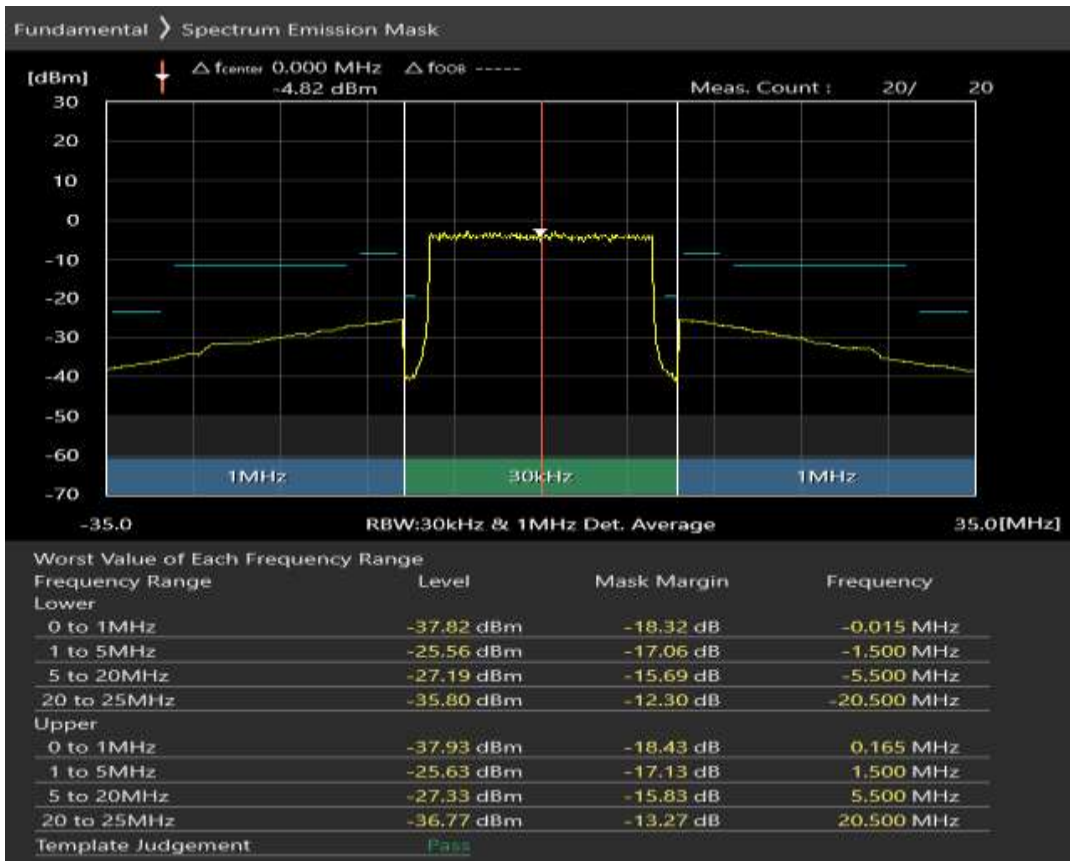 Fundamental ❯ Spectrum Emission Mask
[dBm] △ fcenter 0.000 MHz △ fOOB -----
-4.82 dBm Meas. Count : 20/ 20
30
20
10
0
-10
-20
-30
-40
-50
-60
1MHz 30kHz 1MHz
-70
-35.0 RBW:30kHz & 1MHz Det. Average 35.0[MHz]
Worst Value of Each Frequency Range
Frequency Range Level Mask Margin Frequency
Lower
0 to 1MHz -37.82 dBm -18.32 dB -0.015 MHz
1 to 5MHz -25.56 dBm -17.06 dB -1.500 MHz
5 to 20MHz -27.19 dBm -15.69 dB -5.500 MHz
20 to 25MHz -35.80 dBm -12.30 dB -20.500 MHz
Upper
0 to 1MHz -37.93 dBm -18.43 dB 0.165 MHz
1 to 5MHz -25.63 dBm -17.13 dB 1.500 MHz
5 to 20MHz -27.33 dBm -15.83 dB 5.500 MHz
20 to 25MHz -36.77 dBm -13.27 dB 20.500 MHz
Template Judgement Pass